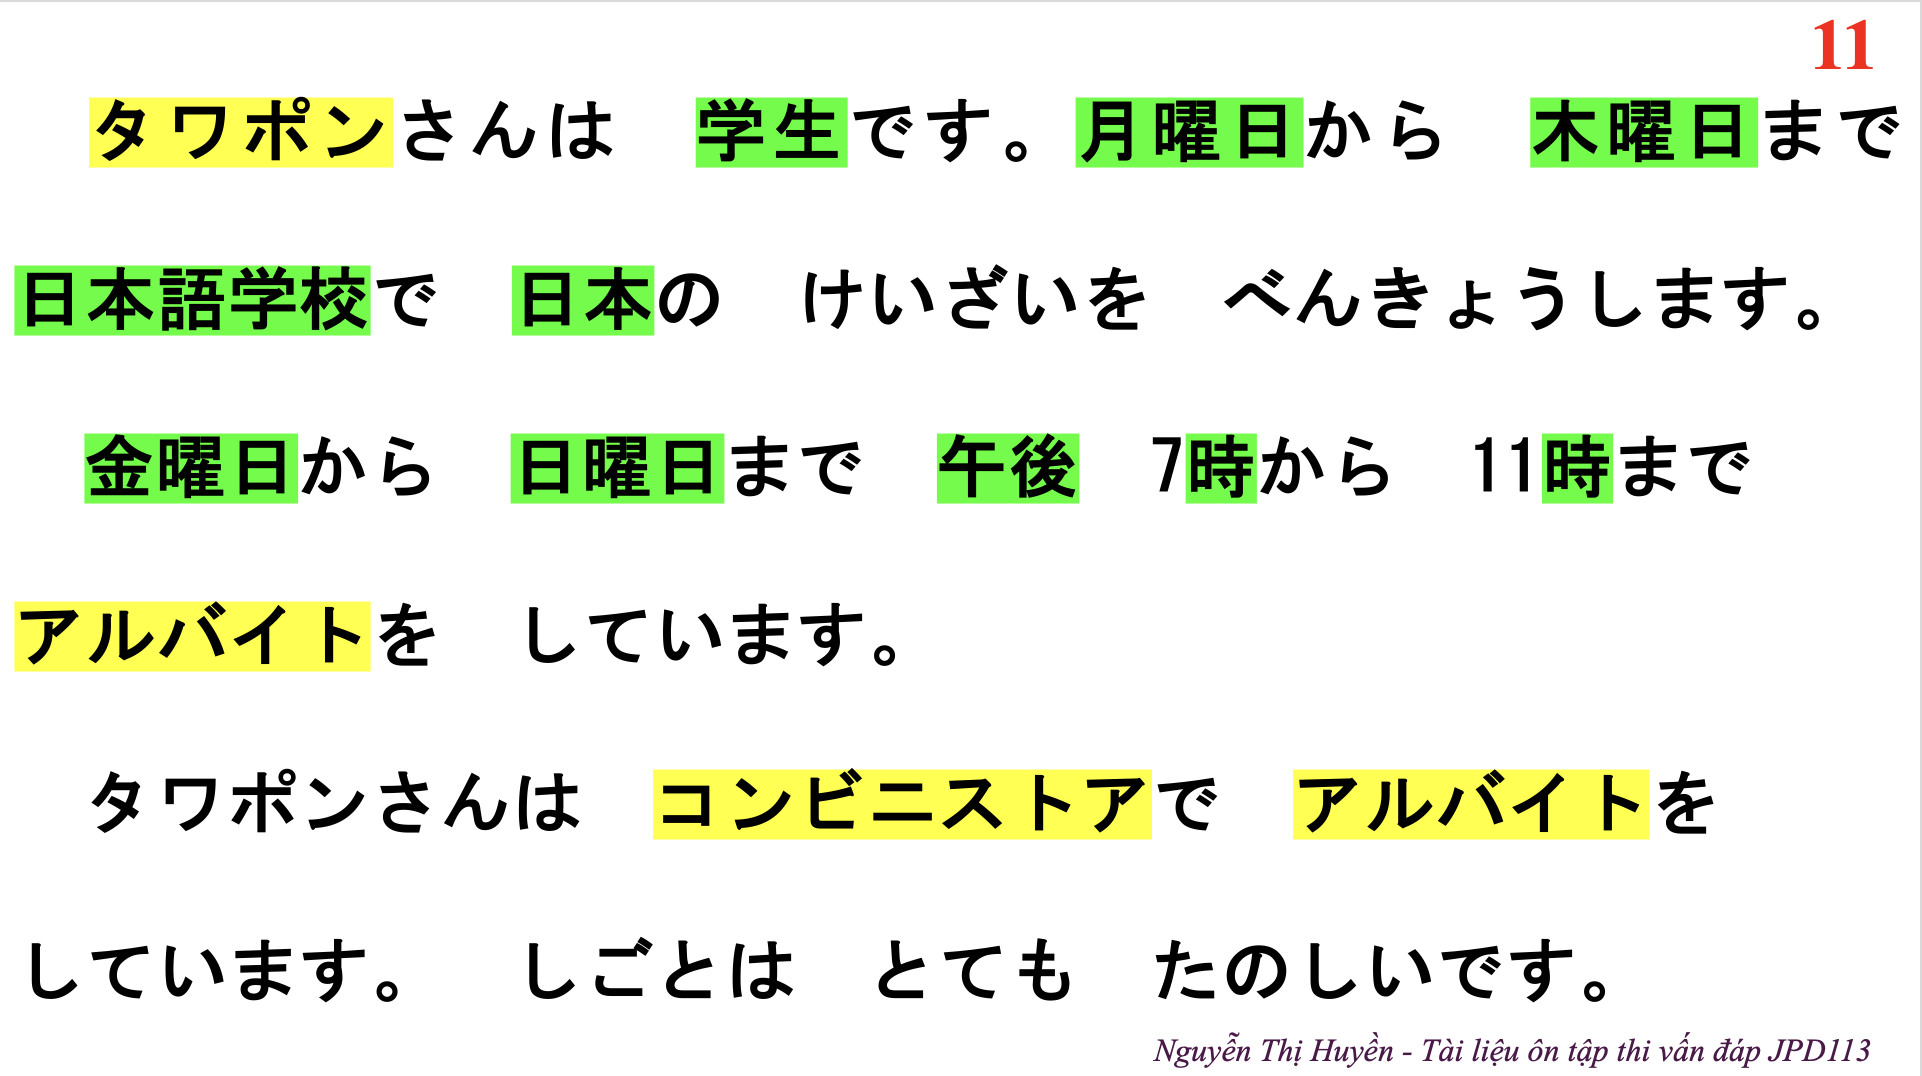 11
タワポンさんは　学生です。月曜日から　木曜日まで
日本語学校で　日本の　けいざいを　べんきょうします。
金曜日から　日曜日まで　午後　7時から　11時まで
アルバイトを　しています。
タワポンさんは　コンビニストアで　アルバイトを
しています。　しごとは　とても　たのしいです。
Nguyễn Thị Huyền - Tài liệu ôn tập thi vấn đáp JPD113